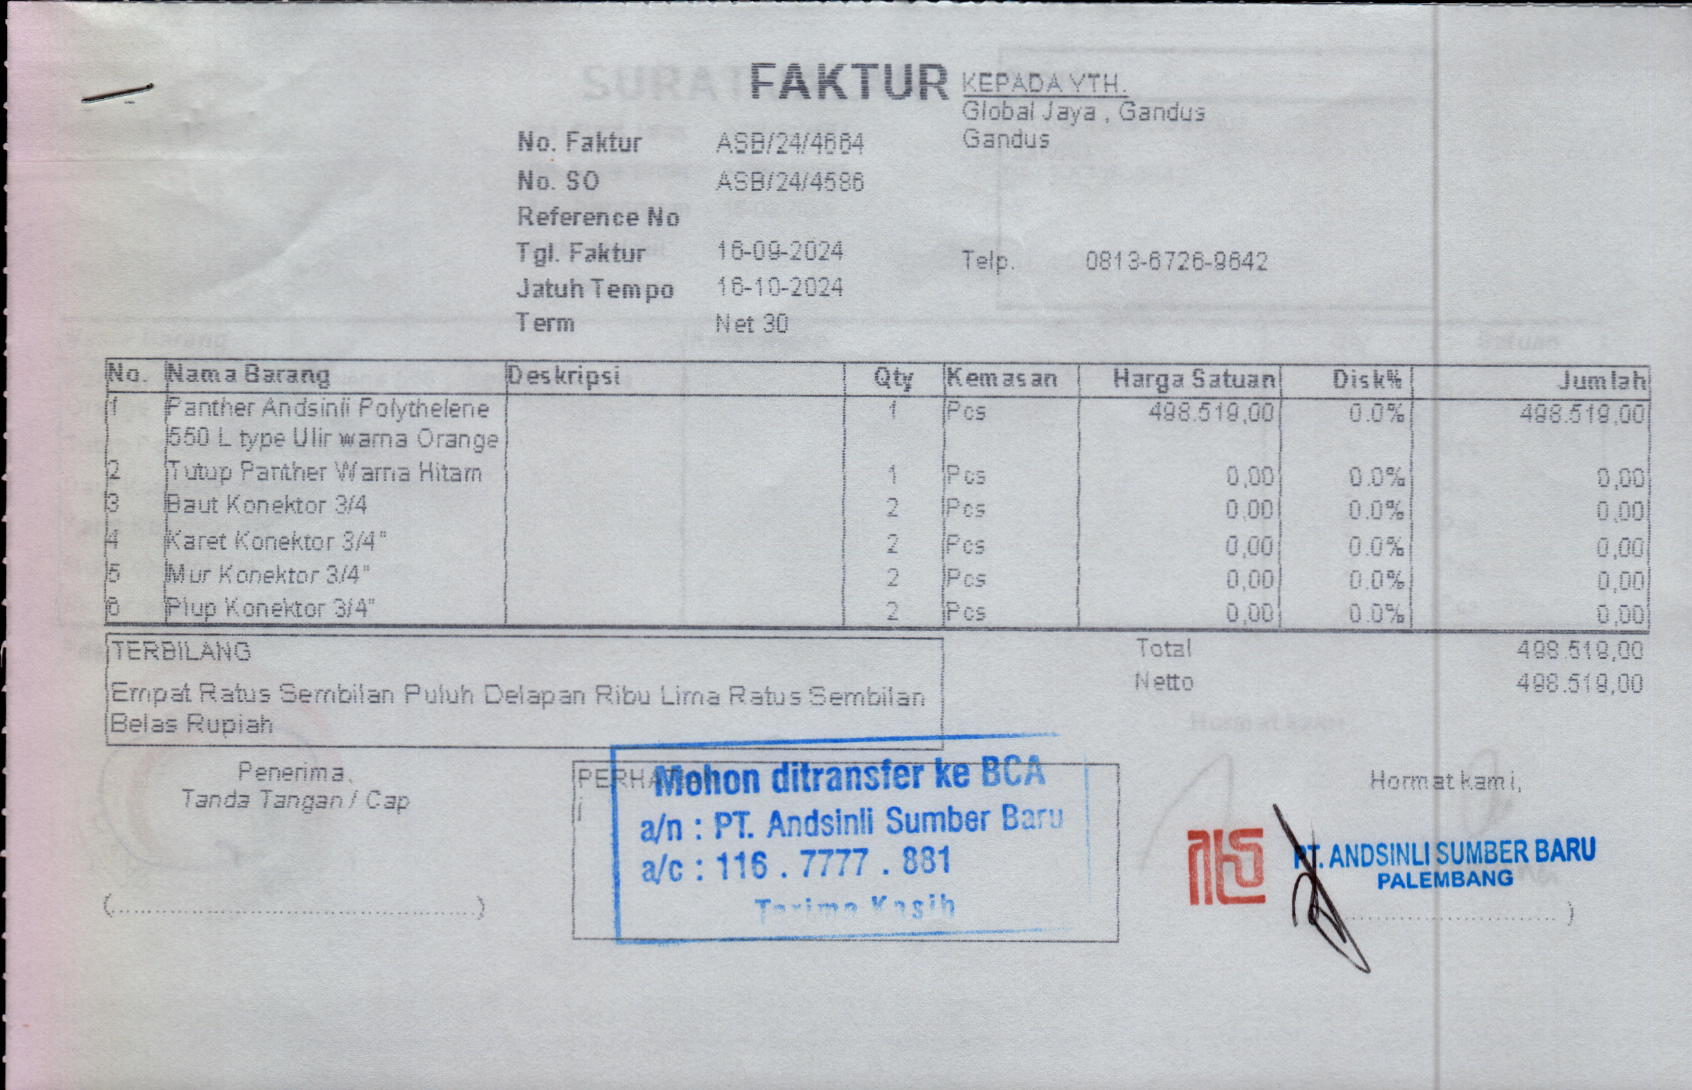 FAKTUR
KEPADA YTH.
Global Jaya , Gandus
Gandus
No. Faktur ASB/24/4664
No. SO ASB/24/4586
Reference No
Tgl. Faktur 16-09-2024
Telp. 0813-6726-9642
Jatuh Tempo 16-10-2024
Term Net 30
No. Nama Barang Deskripsi Qty Kemasan Harga Satuan Disk% Jumlah
1 Panther Andsinli Polythelene 1 Pcs 498.519,00 0.0% 498.519,00
550 L type Ulir warna Orange
2 Tutup Panther Warna Hitam 1 Pcs 0,00 0.0% 0,00
3 Baut Konektor 3/4 2 Pcs 0,00 0.0% 0,00
4 Karet Konektor 3/4" 2 Pcs 0,00 0.0% 0,00
5 Mur Konektor 3/4" 2 Pcs 0,00 0.0% 0,00
6 Plup Konektor 3/4" 2 Pcs 0,00 0.0% 0,00
TERBILANG
Empat Ratus Sembilan Puluh Delapan Ribu Lima Ratus Sembilan
Belas Rupiah
Total 498.519,00
Netto 498.519,00
Penerima,
Tanda Tangan / Cap
Mohon ditransfer ke BCA
a/n : PT. Andsinli Sumber Baru
a/c : 116 . 7777 . 881
Terima Kasih
Hormat kami,
PT. ANDSINLI SUMBER BARU
PALEMBANG